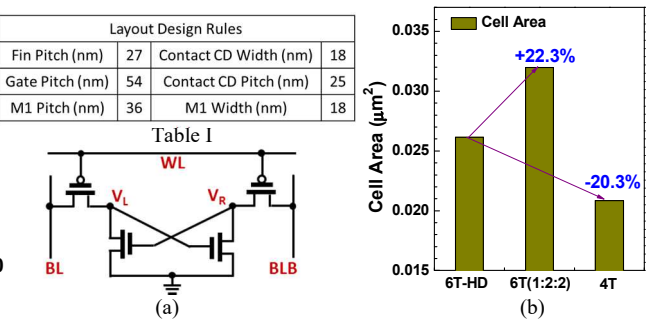 Layout Design Rules
Fin Pitch (nm) 27 Contact CD Width (nm) 18
Gate Pitch (nm) 54 Contact CD Pitch (nm) 25
M1 Pitch (nm) 36 M1 Width (nm) 18
Table I
WL
VL VR
BL BLB
(a)
0.035
0.030
0.025
0.020
0.015
Cell Area (μm2)
Cell Area
+22.3%
-20.3%
6T-HD 6T(1:2:2) 4T
(b)